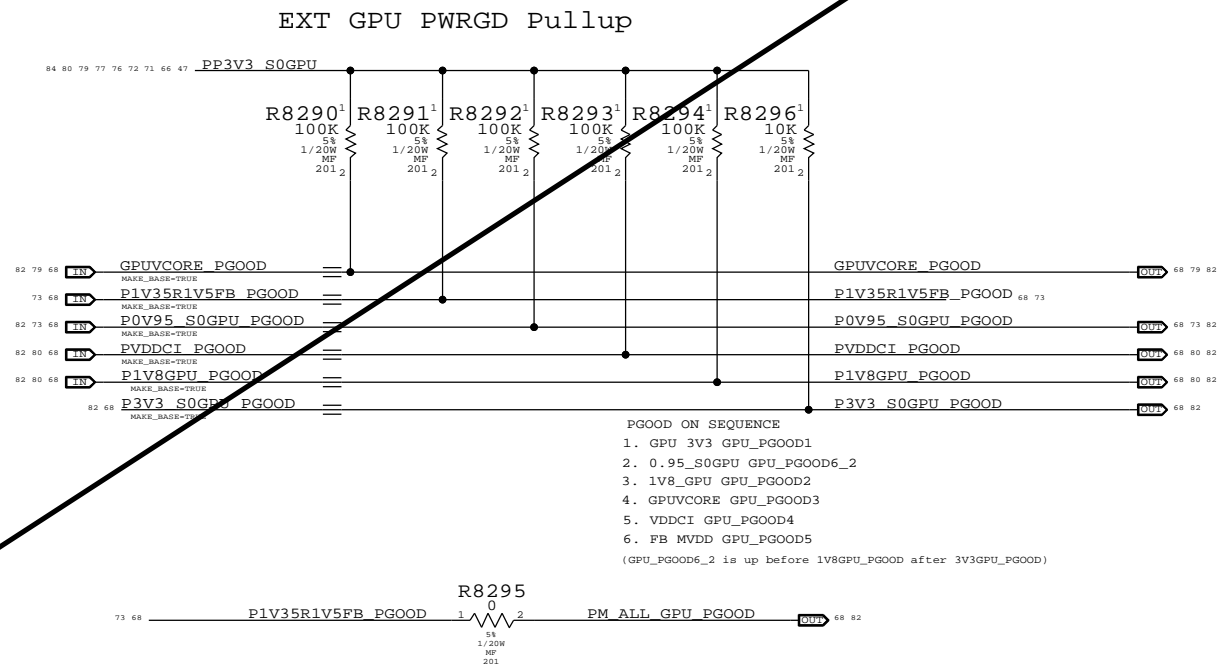 EXT GPU PWRGD Pullup
84 80 79 77 76 72 71 66 47 PP3V3_S0GPU
R8290 1 R8291 1 R8292 1 R8293 1 R8294 1 R8296 1
100K 100K 100K 100K 100K 10K
5% 5% 5% 5% 5% 5%
1/20W 1/20W 1/20W 1/20W 1/20W 1/20W
MF MF MF MF MF MF
201 2 201 2 201 2 201 2 201 2 201 2
82 79 68 IN GPUVCORE_PGOOD GPUVCORE_PGOOD OUT 68 79 82
MAKE_BASE=TRUE
73 68 IN P1V35R1V5FB_PGOOD P1V35R1V5FB_PGOOD 68 73
MAKE_BASE=TRUE
82 73 68 IN P0V95_S0GPU_PGOOD P0V95_S0GPU_PGOOD OUT 68 73 82
MAKE_BASE=TRUE
82 80 68 IN PVDDCI_PGOOD PVDDCI_PGOOD OUT 68 80 82
MAKE_BASE=TRUE
82 80 68 IN P1V8GPU_PGOOD P1V8GPU_PGOOD OUT 68 80 82
MAKE_BASE=TRUE
82 68 P3V3_S0GPU_PGOOD P3V3_S0GPU_PGOOD OUT 68 82
MAKE_BASE=TRUE
PGOOD ON SEQUENCE
1. GPU 3V3 GPU_PGOOD1
2. 0.95_S0GPU GPU_PGOOD6_2
3. 1V8_GPU GPU_PGOOD2
4. GPUVCORE GPU_PGOOD3
5. VDDCI GPU_PGOOD4
6. FB MVDD GPU_PGOOD5
(GPU_PGOOD6_2 is up before 1V8GPU_PGOOD after 3V3GPU_PGOOD)
R8295
0
73 68 P1V35R1V5FB_PGOOD 1 2 PM_ALL_GPU_PGOOD OUT 68 82
5%
1/20W
MF
201